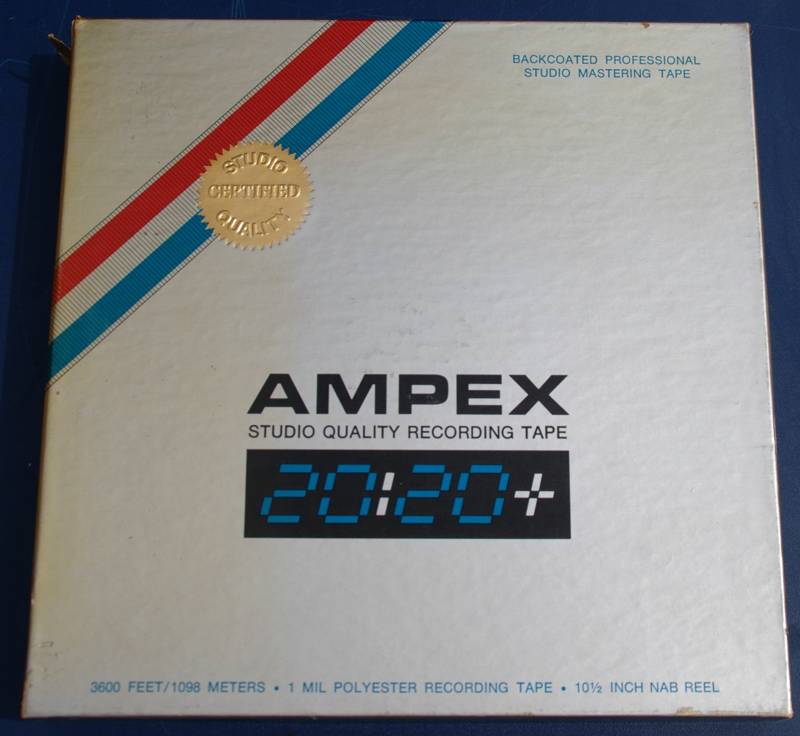 BACKCOATED PROFESSIONAL
STUDIO MASTERING TAPE
STUDIO
CERTIFIED
QUALITY
AMPEX
STUDIO QUALITY RECORDING TAPE
20:20+
3600 FEET/1098 METERS • 1 MIL POLYESTER RECORDING TAPE • 10½ INCH NAB REEL